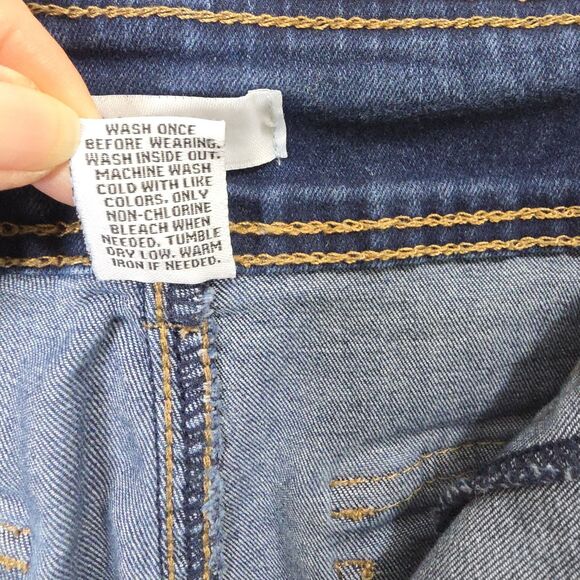 WASH ONCE
BEFORE WEARING.
WASH INSIDE OUT.
MACHINE WASH
COLD WITH LIKE
COLORS. ONLY
NON-CHLORINE
BLEACH WHEN
NEEDED. TUMBLE
DRY LOW. WARM
IRON IF NEEDED.